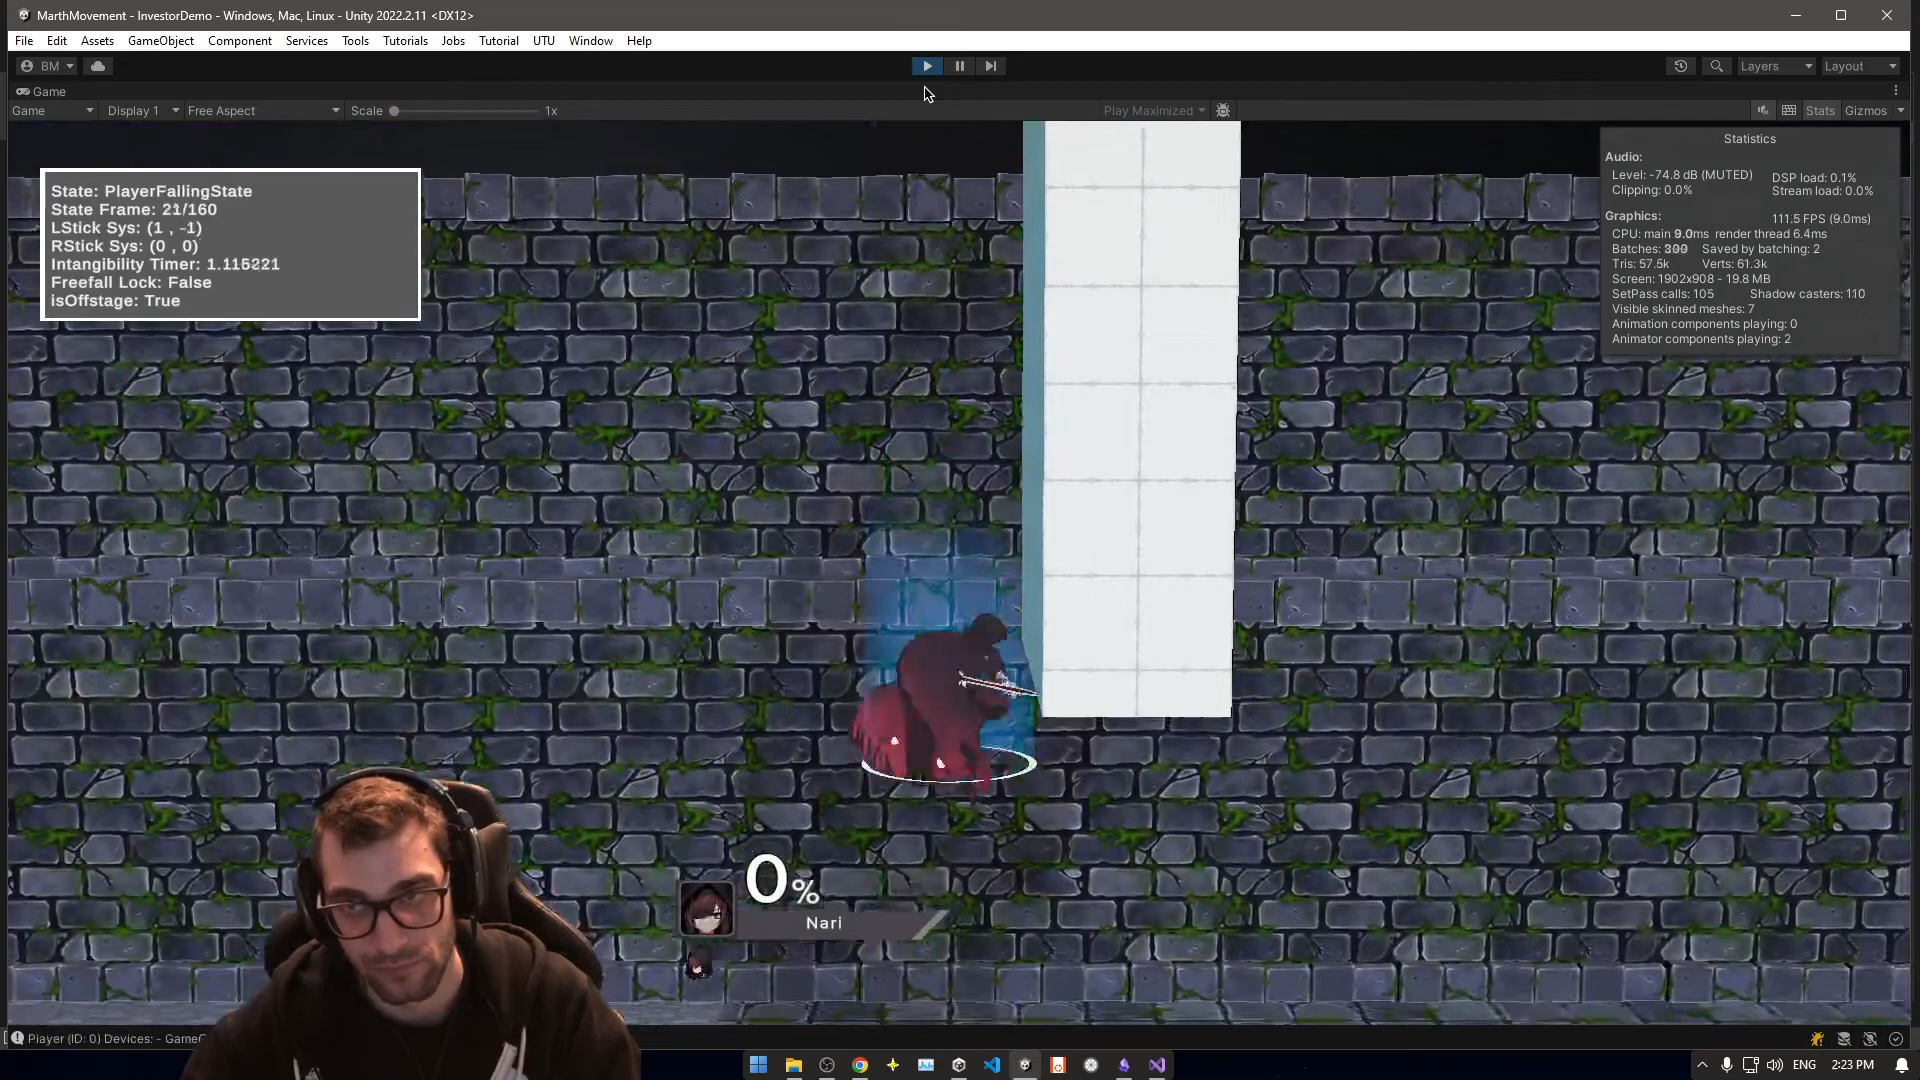 MarthMovement - InvestorDemo - Windows, Mac, Linux - Unity 2022.2.11 <DX12>
File Edit Assets GameObject Component Services Tools Tutorials Jobs Tutorial UTU Window Help
BM Layers Layout
Game
Game Display 1 Free Aspect Scale 1x Play Maximized Stats Gizmos
State: PlayerFallingState
State Frame: 21/160
LStick Sys: (1 , -1)
RStick Sys: (0 , 0)
Intangibility Timer:
Freefall Lock: False
isOffstage: True
Statistics
Audio:
Level: -74.8 dB (MUTED) DSP load: 0.1%
Clipping: 0.0% Stream load: 0.0%
Graphics: 111.5 FPS (9.0ms)
CPU: main 9.0ms render thread 6.4ms
Batches: Saved by batching: 2
Tris: 57.6k Verts: 61.3k
Screen: 1902x908 - 19.8 MB
SetPass calls: 105 Shadow casters: 110
Visible skinned meshes: 7
Animation components playing: 0
Animator components playing: 2
0%
Nari
Player (ID: 0) Devices: -
ENG 2:23 PM